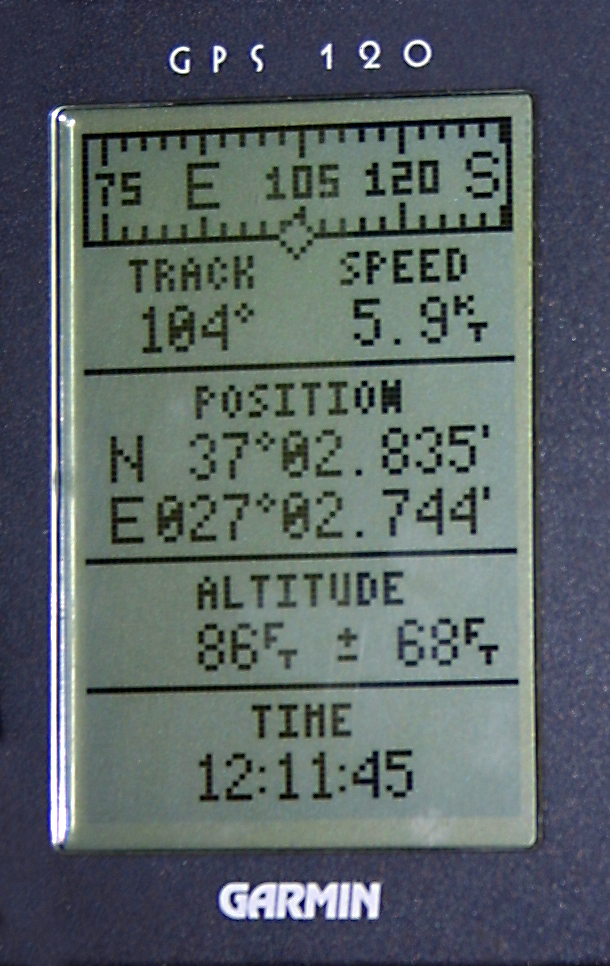 GPS 120
75 E 105 120 S
TRACK SPEED
104° 5.9KT
POSITION
N 37°02.835'
E027°02.744'
ALTITUDE
86FT ± 68FT
TIME
12:11:45
GARMIN